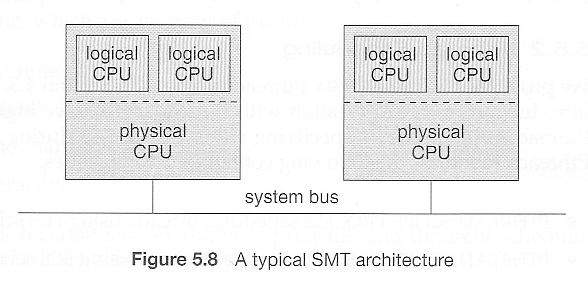 logical CPU logical CPU
physical CPU
logical CPU logical CPU
physical CPU
system bus
Figure 5.8 A typical SMT architecture